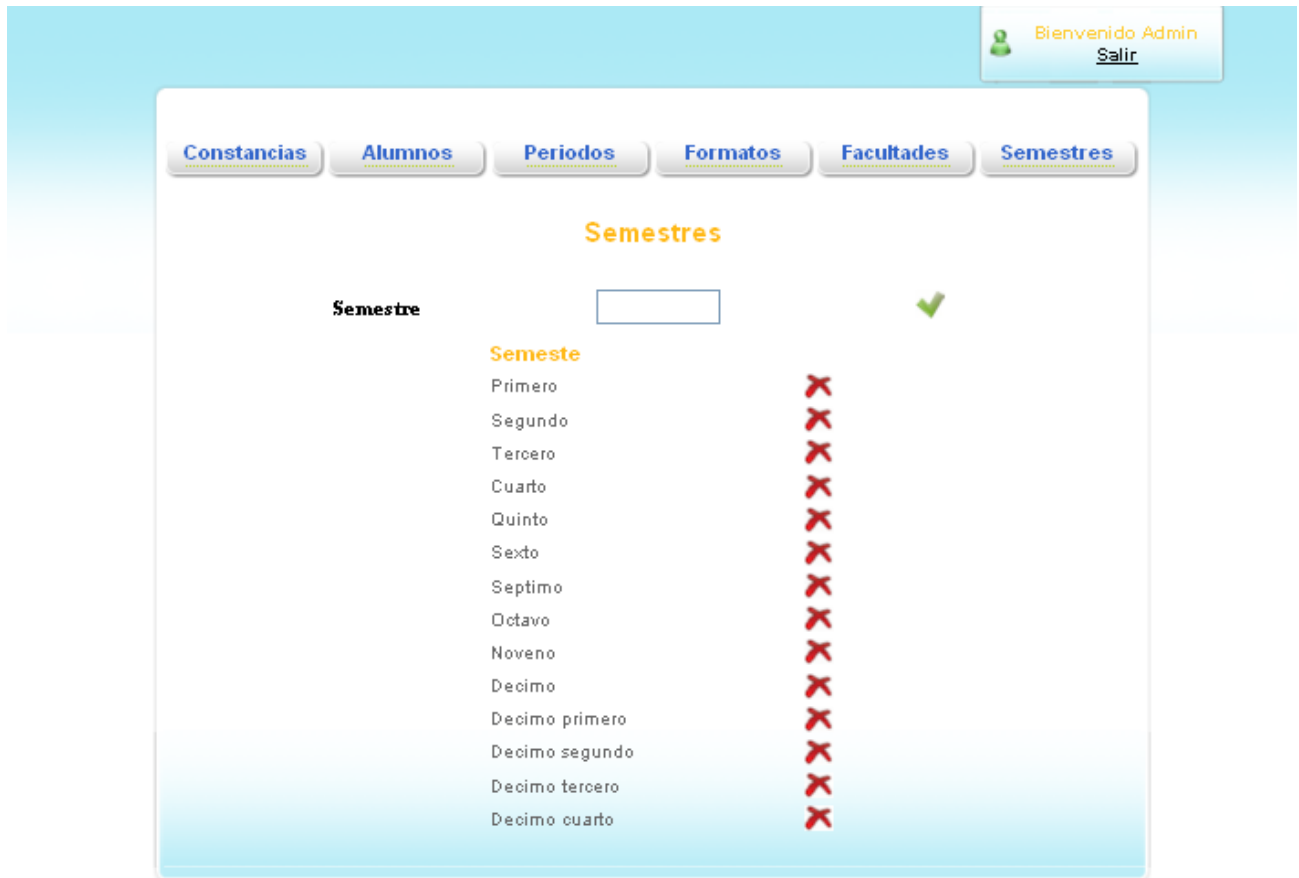 Bienvenido Admin
Salir
Constancias Alumnos Periodos Formatos Facultades Semestres
Semestres
Semestre
Semeste
Primero
Segundo
Tercero
Cuarto
Quinto
Sexto
Septimo
Octavo
Noveno
Decimo
Decimo primero
Decimo segundo
Decimo tercero
Decimo cuarto